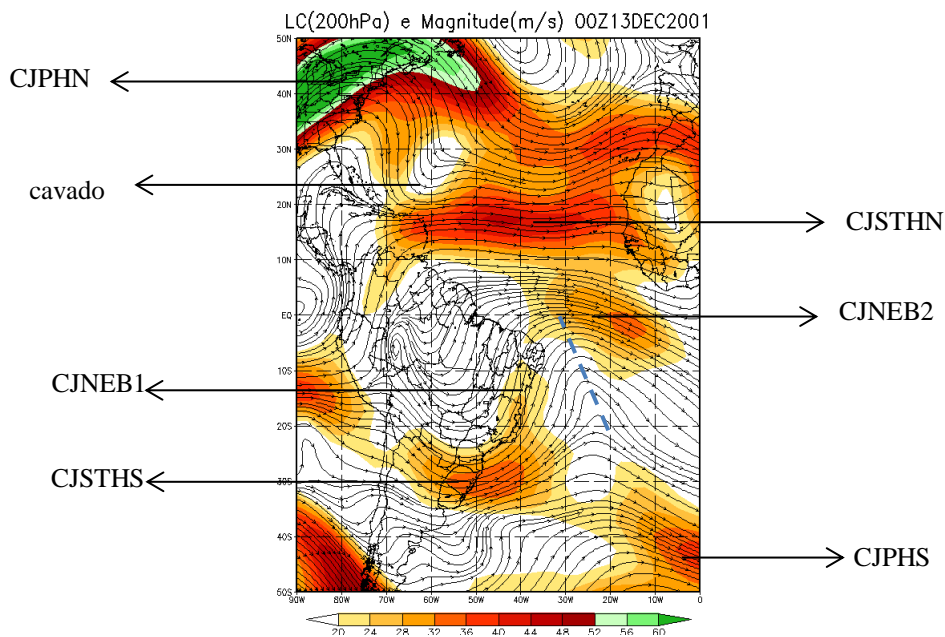 LC(200hPa) e Magnitude(m/s) 00Z13DEC2001
50N
CJPHN
40N
30N
cavado
20N
CJSTHN
10N
EQ
CJNEB2
10S
CJNEB1
20S
CJSTHS
30S
40S
CJPHS
50S
90W 80W 70W 60W 50W 40W 30W 20W 10W 0
20 24 28 32 36 40 44 48 52 56 60